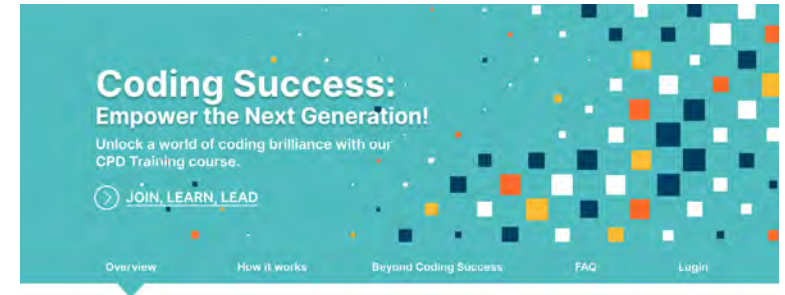 Coding Success:
Empower the Next Generation!
Unlock a world of coding brilliance with our
CPD Training course.
JOIN, LEARN, LEAD
Overview How it works Beyond Coding Success FAQ Login